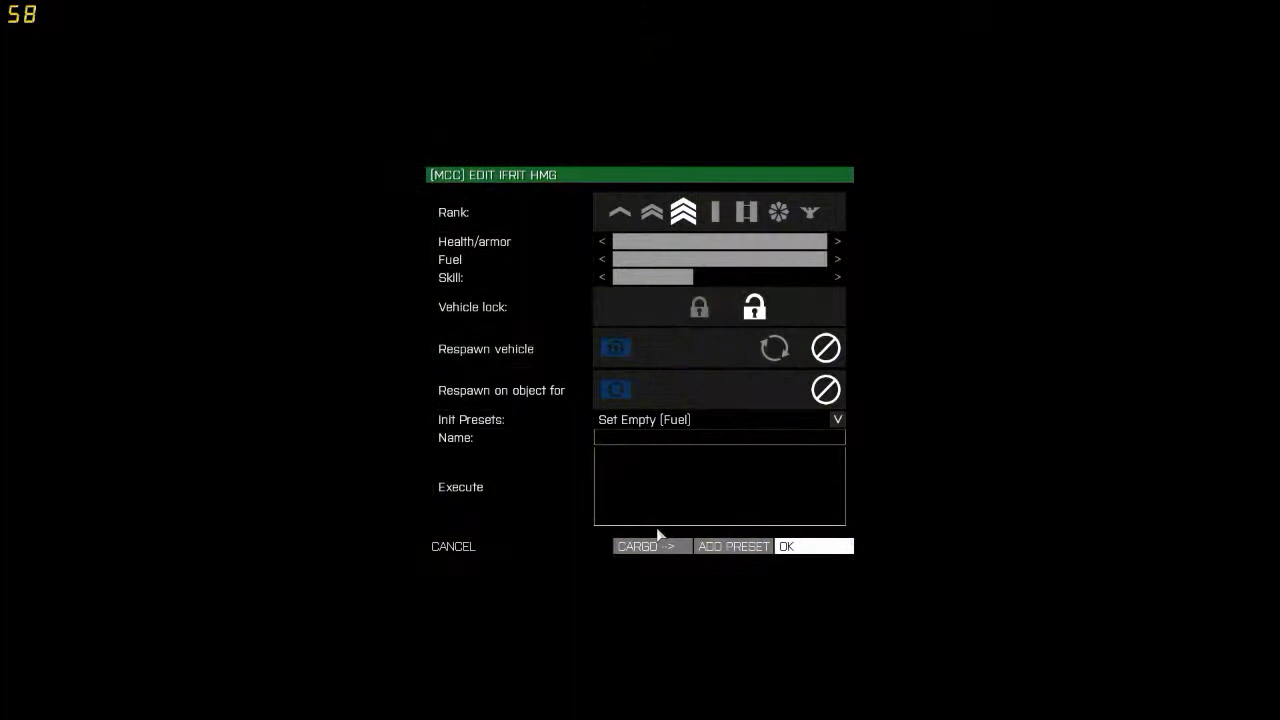 58
[MCC] EDIT IFRIT HMG
Rank:
Health/armor < >
Fuel < >
Skill: < >
Vehicle lock:
Respawn vehicle
Respawn on object for
Init Presets: Set Empty (Fuel) V
Name:
Execute
CANCEL CARGO --> ADD PRESET OK